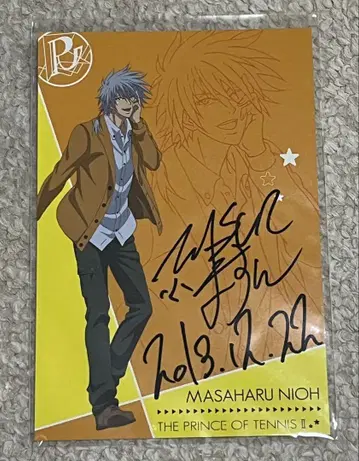 2013.12.22
MASAHARU NIOH
THE PRINCE OF TENNIS II